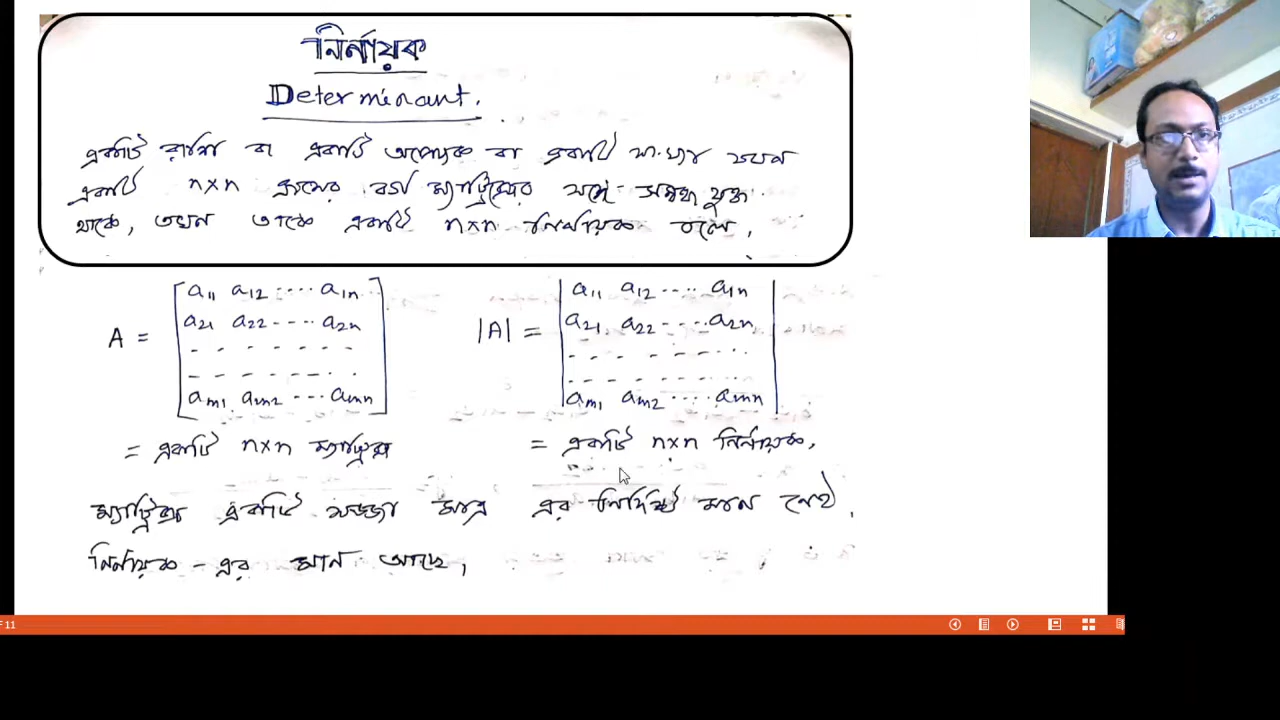 নির্নায়ক
Determinant.
একটি রাশি বা একটি অপেক্ষক বা একটি সংখ্যা যখন
একটি n×n ক্রমের বর্গ ম্যাট্রিক্সের সঙ্গে সম্বন্ধ যুক্ত
থাকে, তখন তাকে একটি n×n নির্নায়ক বলে,
a11 a12 .... a1n
a21 a22 ---- a2n
A =
- - - - - - -
- - - - - - -
am1 am2 --- amn
= একটি n×n ম্যাট্রিক্স
a11 a12 .... a1n
a21 a22 ---- a2n
|A| =
- - - - - - -
- - - - - - -
am1 am2 .... amn
= একটি n×n নির্নায়ক,
ম্যাট্রিক্স একটি সজ্জা মাত্র এর নির্দিষ্ট মান নেই,
নির্নায়ক - এর মান আছে,
F 11